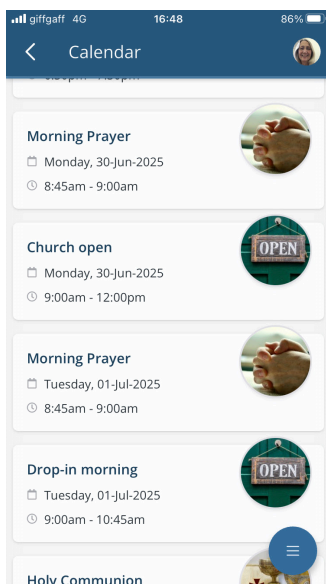 giffgaff 4G 16:48 86%
Calendar
Morning Prayer
Monday, 30-Jun-2025
8:45am - 9:00am
Church open
Monday, 30-Jun-2025
9:00am - 12:00pm
OPEN
Morning Prayer
Tuesday, 01-Jul-2025
8:45am - 9:00am
Drop-in morning
Tuesday, 01-Jul-2025
9:00am - 10:45am
OPEN
Holy Communion